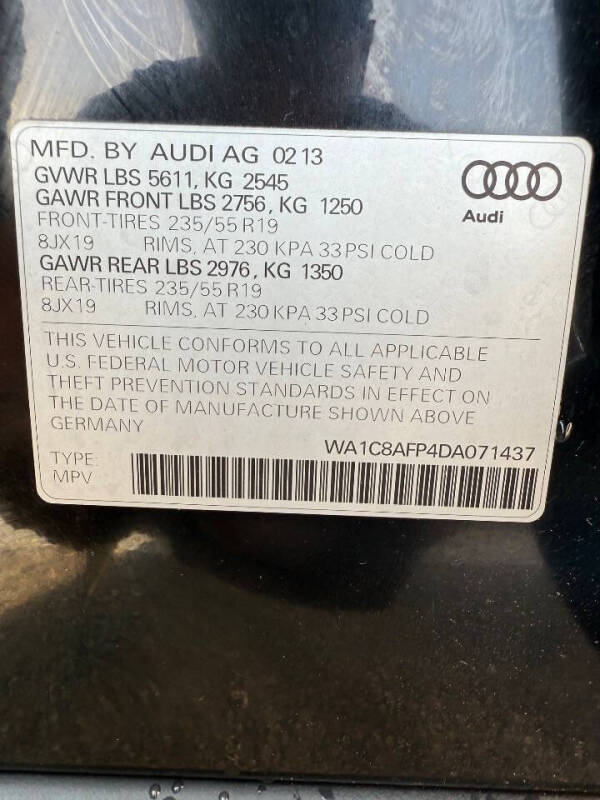 MFD. BY AUDI AG 02 13
GVWR LBS 5611, KG 2545
GAWR FRONT LBS 2756, KG 1250
FRONT-TIRES 235/55 R19
8JX19 RIMS, AT 230 KPA 33 PSI COLD
GAWR REAR LBS 2976, KG 1350
REAR-TIRES 235/55 R19
8JX19 RIMS, AT 230 KPA 33 PSI COLD
Audi
THIS VEHICLE CONFORMS TO ALL APPLICABLE
U.S. FEDERAL MOTOR VEHICLE SAFETY AND
THEFT PREVENTION STANDARDS IN EFFECT ON
THE DATE OF MANUFACTURE SHOWN ABOVE
GERMANY
WA1C8AFP4DA071437
TYPE:
MPV